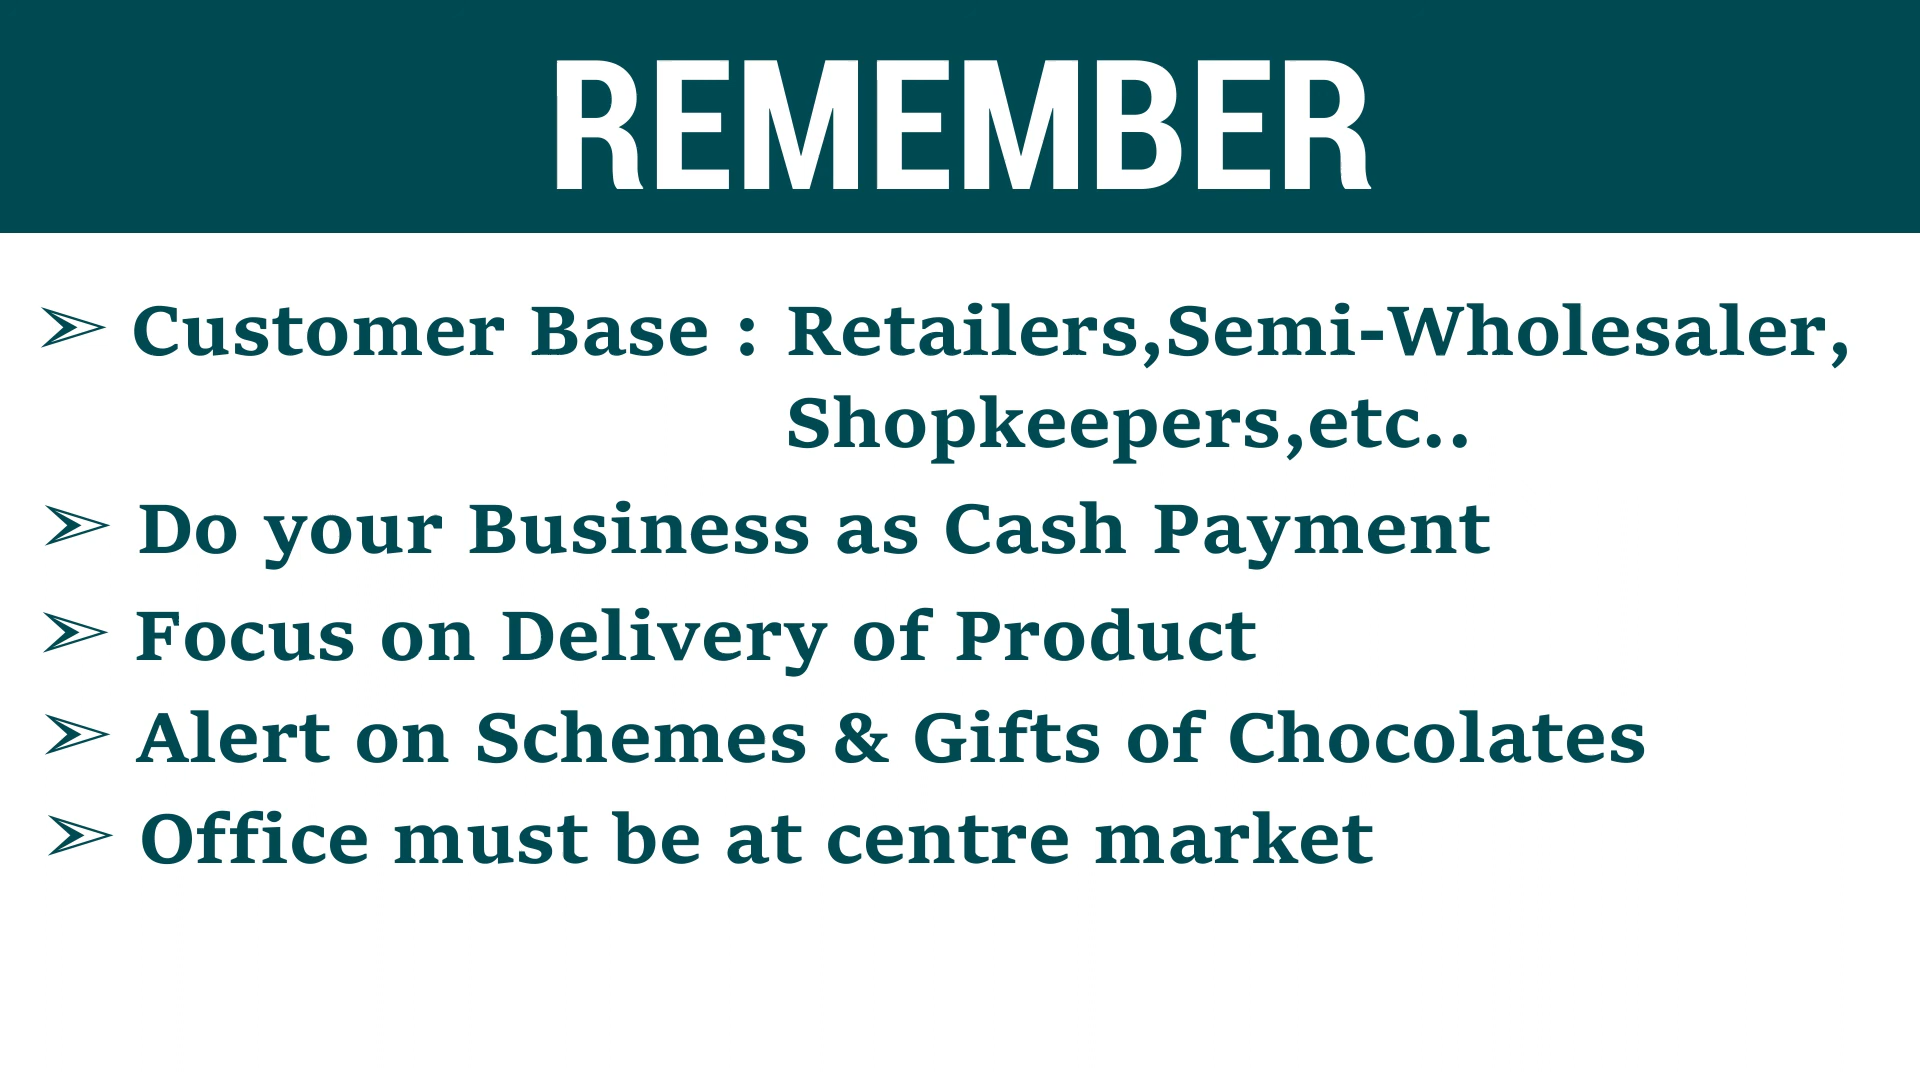 REMEMBER
➢ Customer Base : Retailers,Semi-Wholesaler,
Shopkeepers,etc..
➢ Do your Business as Cash Payment
➢ Focus on Delivery of Product
➢ Alert on Schemes & Gifts of Chocolates
➢ Office must be at centre market